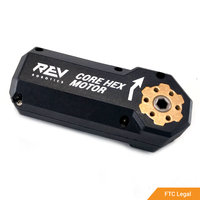 REV
ROBOTICS
CORE HEX
MOTOR
FTC Legal